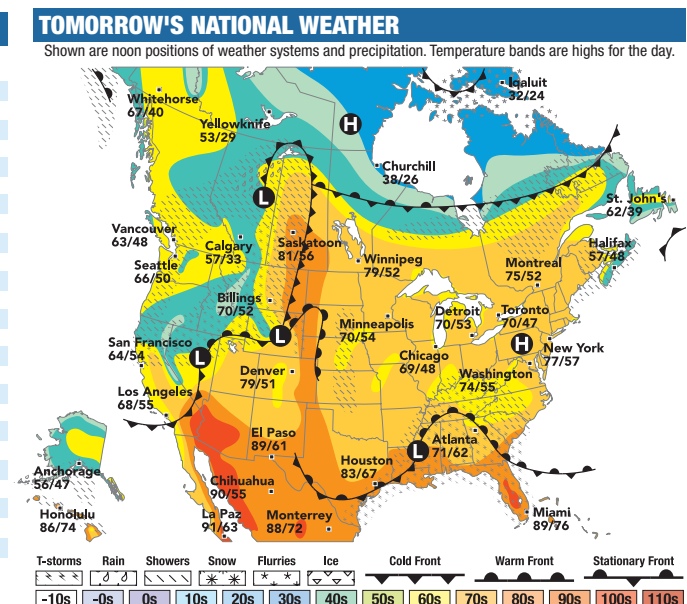 TOMORROW'S NATIONAL WEATHER
Shown are noon positions of weather systems and precipitation. Temperature bands are highs for the day.
Iqaluit
32/24
Whitehorse
67/40
Yellowknife
53/29
H
Churchill
38/26
L
St. John's
62/39
Vancouver
63/48
Calgary
57/33
Saskatoon
81/56
Winnipeg
79/52
Halifax
57/48
Seattle
66/50
Montreal
75/52
Billings
70/52
Minneapolis
70/54
Detroit
70/53
Toronto
70/47
L
San Francisco
64/54
L
H
New York
77/57
Chicago
69/48
Denver
79/51
Washington
74/55
Los Angeles
68/55
El Paso
89/61
Atlanta
71/62
L
Houston
83/67
Anchorage
56/47
Chihuahua
90/55
Honolulu
86/74
La Paz
91/63
Monterrey
88/72
Miami
89/76
T-storms Rain Showers Snow Flurries Ice Cold Front Warm Front Stationary Front
-10s -0s 0s 10s 20s 30s 40s 50s 60s 70s 80s 90s 100s 110s